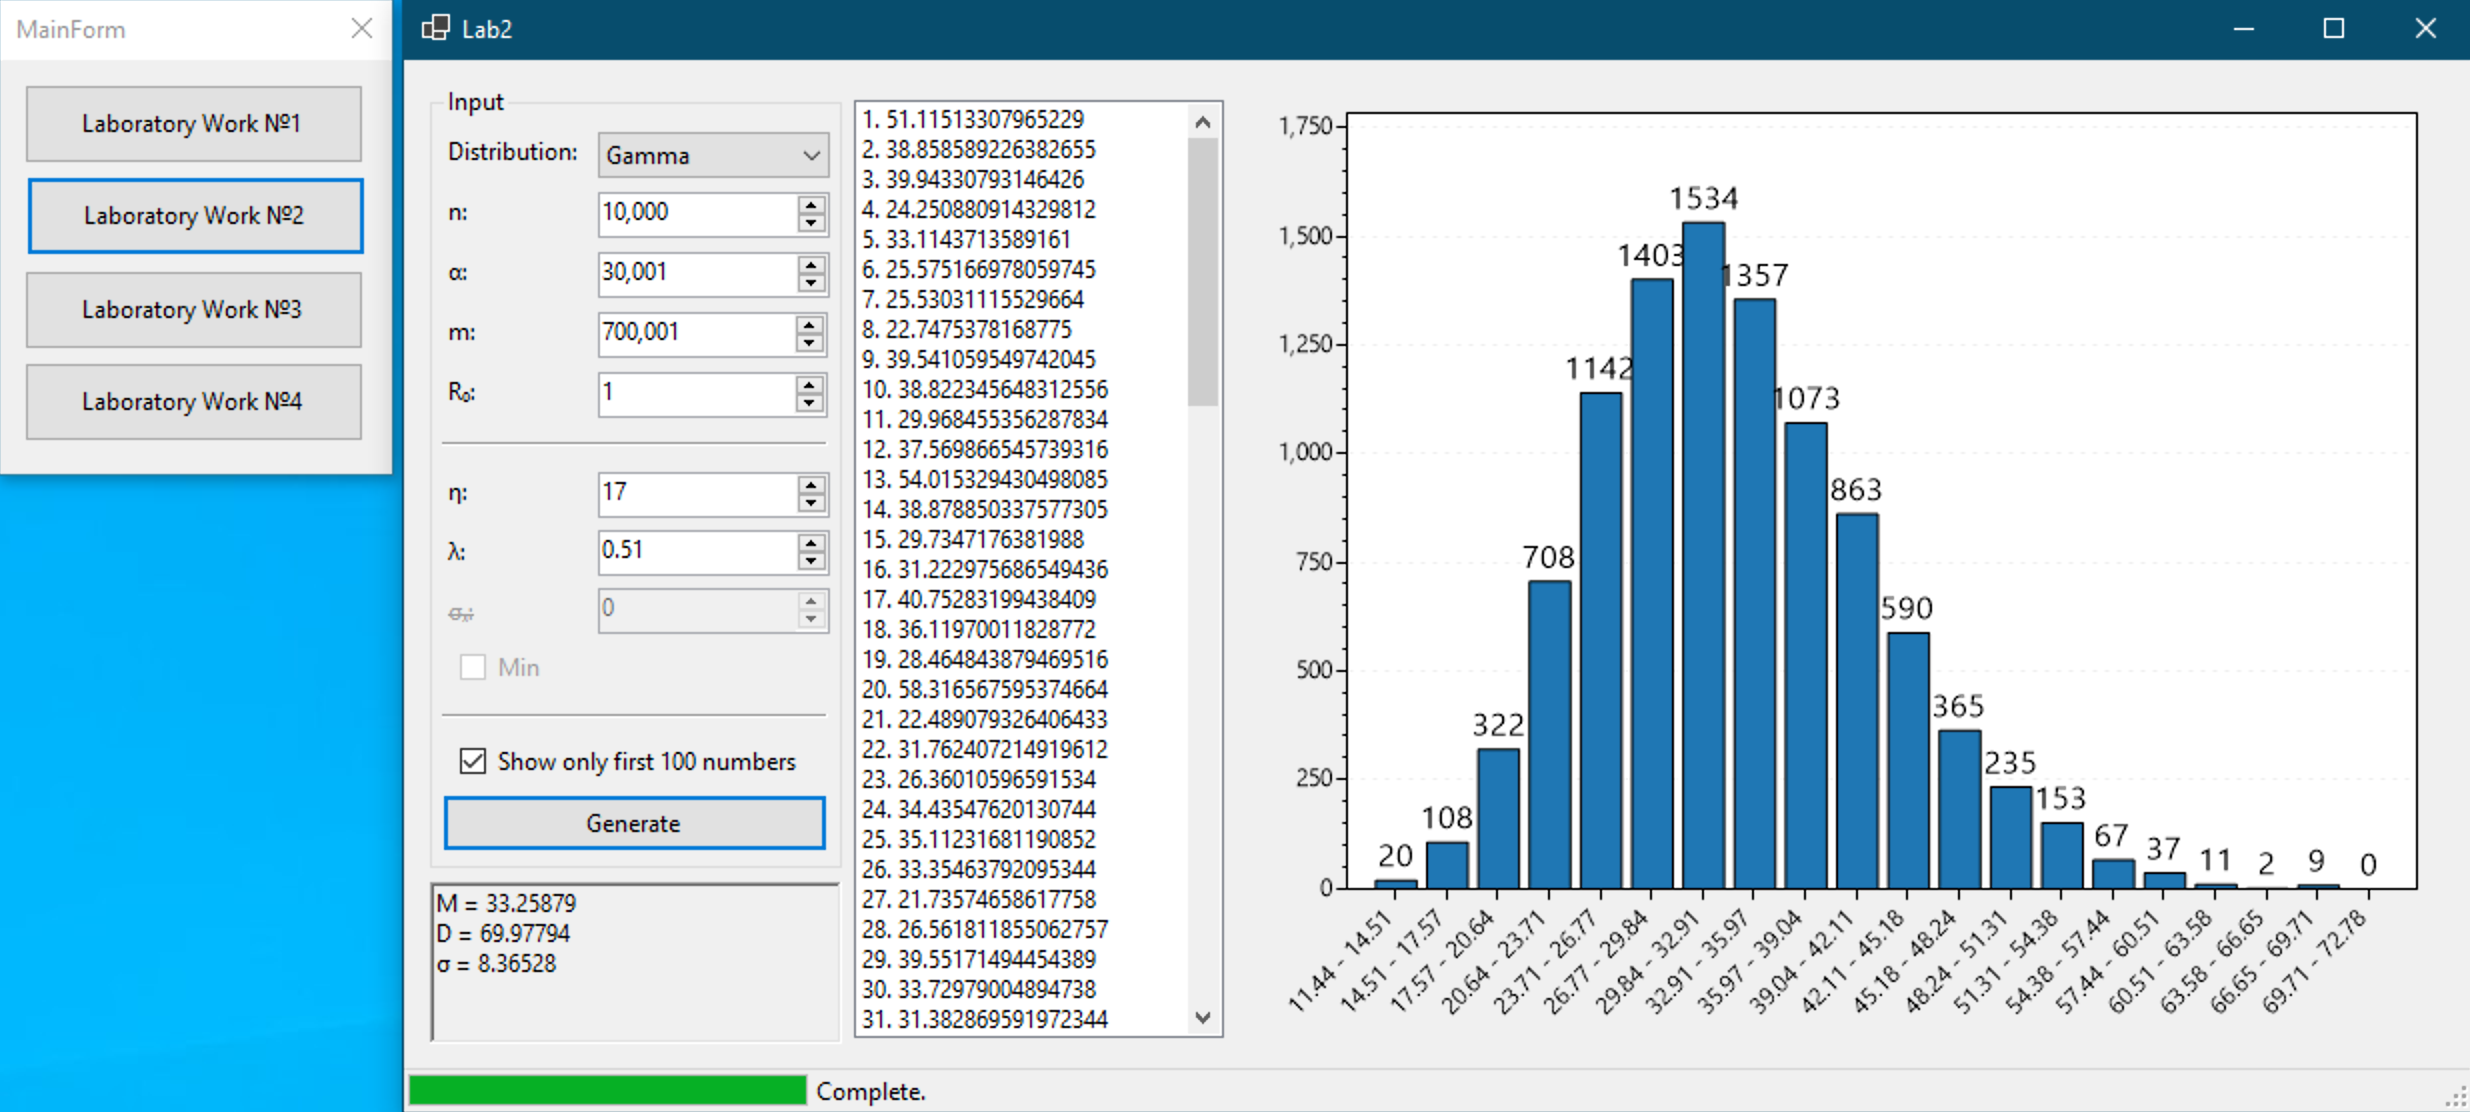 MainForm
Laboratory Work №1
Laboratory Work №2
Laboratory Work №3
Laboratory Work №4
Lab2
Input
Distribution: Gamma
n: 10,000
α: 30,001
m: 700,001
R₀: 1
η: 17
λ: 0.51
σₓ: 0
Min
Show only first 100 numbers
Generate
M = 33.25879
D = 69.97794
σ = 8.36528
1. 51.11513307965229
2. 38.858589226382655
3. 39.94330793146426
4. 24.250880914329812
5. 33.1143713589161
6. 25.575166978059745
7. 25.53031115529664
8. 22.7475378168775
9. 39.541059549742045
10. 38.822345648312556
11. 29.968455356287834
12. 37.569866545739316
13. 54.015329430498085
14. 38.878850337577305
15. 29.7347176381988
16. 31.222975686549436
17. 40.75283199438409
18. 36.11970011828772
19. 28.464843879469516
20. 58.316567595374664
21. 22.489079326406433
22. 31.762407214919612
23. 26.36010596591534
24. 34.43547620130744
25. 35.11231681190852
26. 33.35463792095344
27. 21.73574658617758
28. 26.561811855062757
29. 39.55171494454389
30. 33.72979004894738
31. 31.382869591972344
1,750
1,500
1,250
1,000
750
500
250
0
20
108
322
708
1142
1403
1534
1357
1073
863
590
365
235
153
67
37
11
2
9
0
11.44 - 14.51
14.51 - 17.57
17.57 - 20.64
20.64 - 23.71
23.71 - 26.77
26.77 - 29.84
29.84 - 32.91
32.91 - 35.97
35.97 - 39.04
39.04 - 42.11
42.11 - 45.18
45.18 - 48.24
48.24 - 51.31
51.31 - 54.38
54.38 - 57.44
57.44 - 60.51
60.51 - 63.58
63.58 - 66.65
66.65 - 69.71
69.71 - 72.78
Complete.